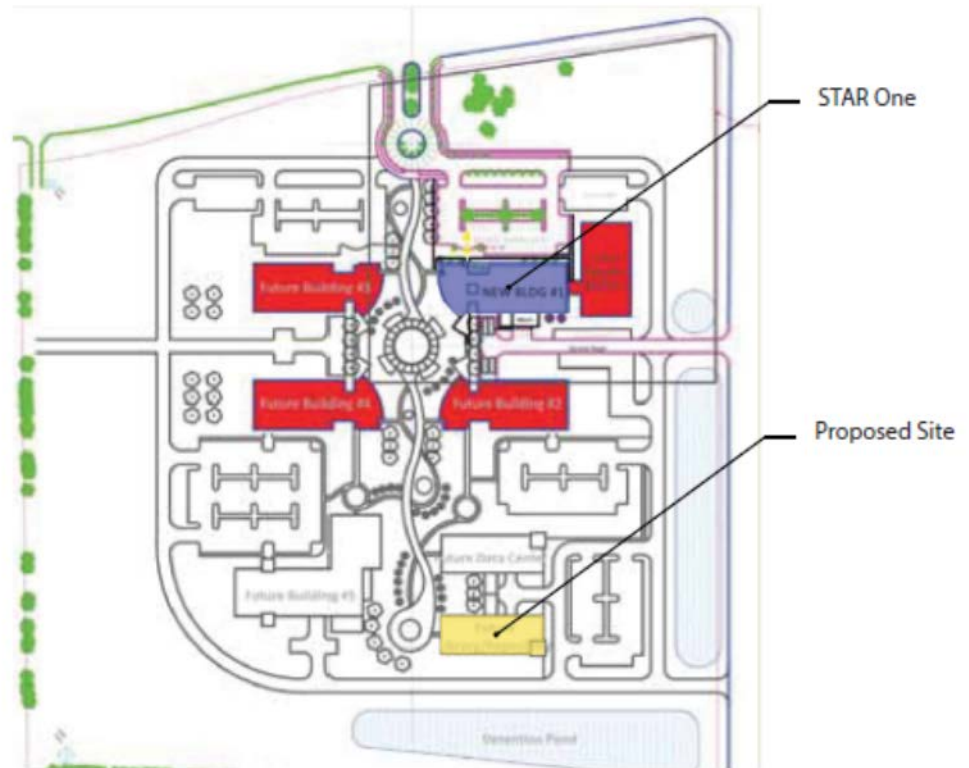 STAR One
Future Building #3
NEW BLDG #1
Future Building #4
Future Building #2
Proposed Site
Future Data Center
Future Building #5
Future
Detention Pond